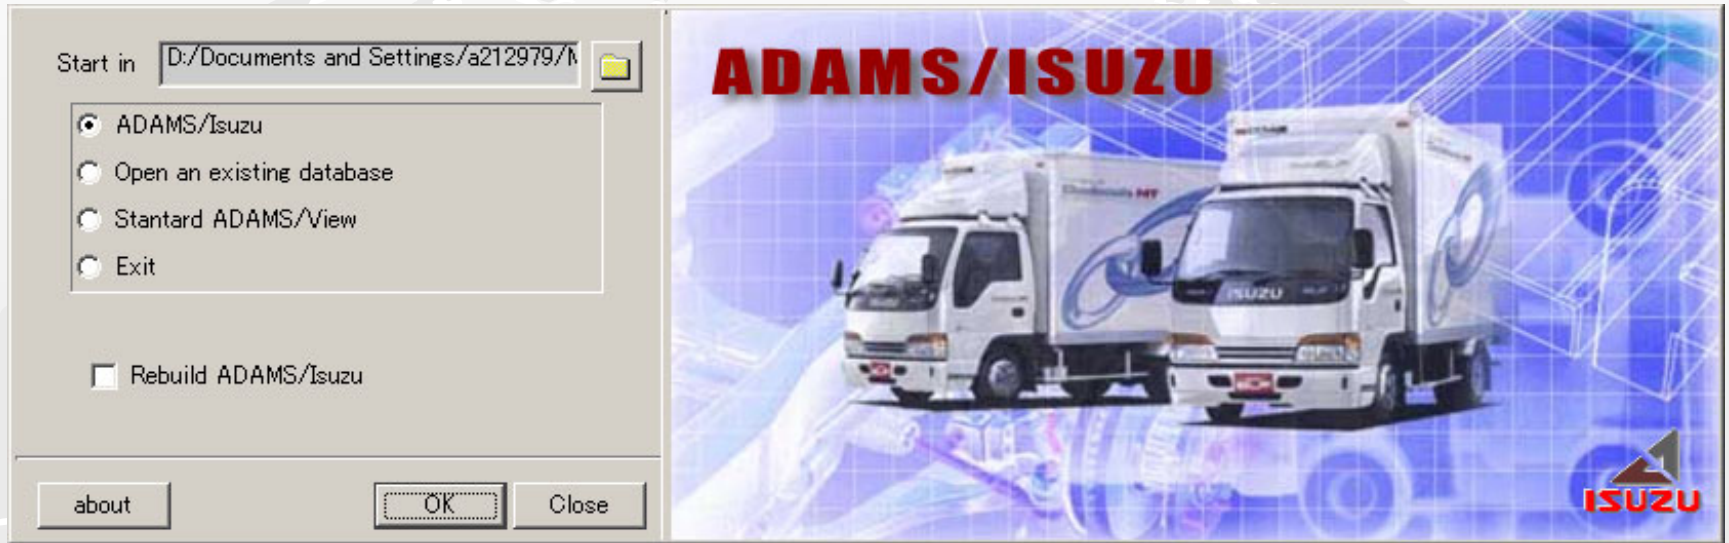 Start in D:/Documents and Settings/a212979/
ADAMS/Isuzu
Open an existing database
Stantard ADAMS/View
Exit
Rebuild ADAMS/Isuzu
about OK Close
ADAMS/ISUZU
ISUZU
ISUZU